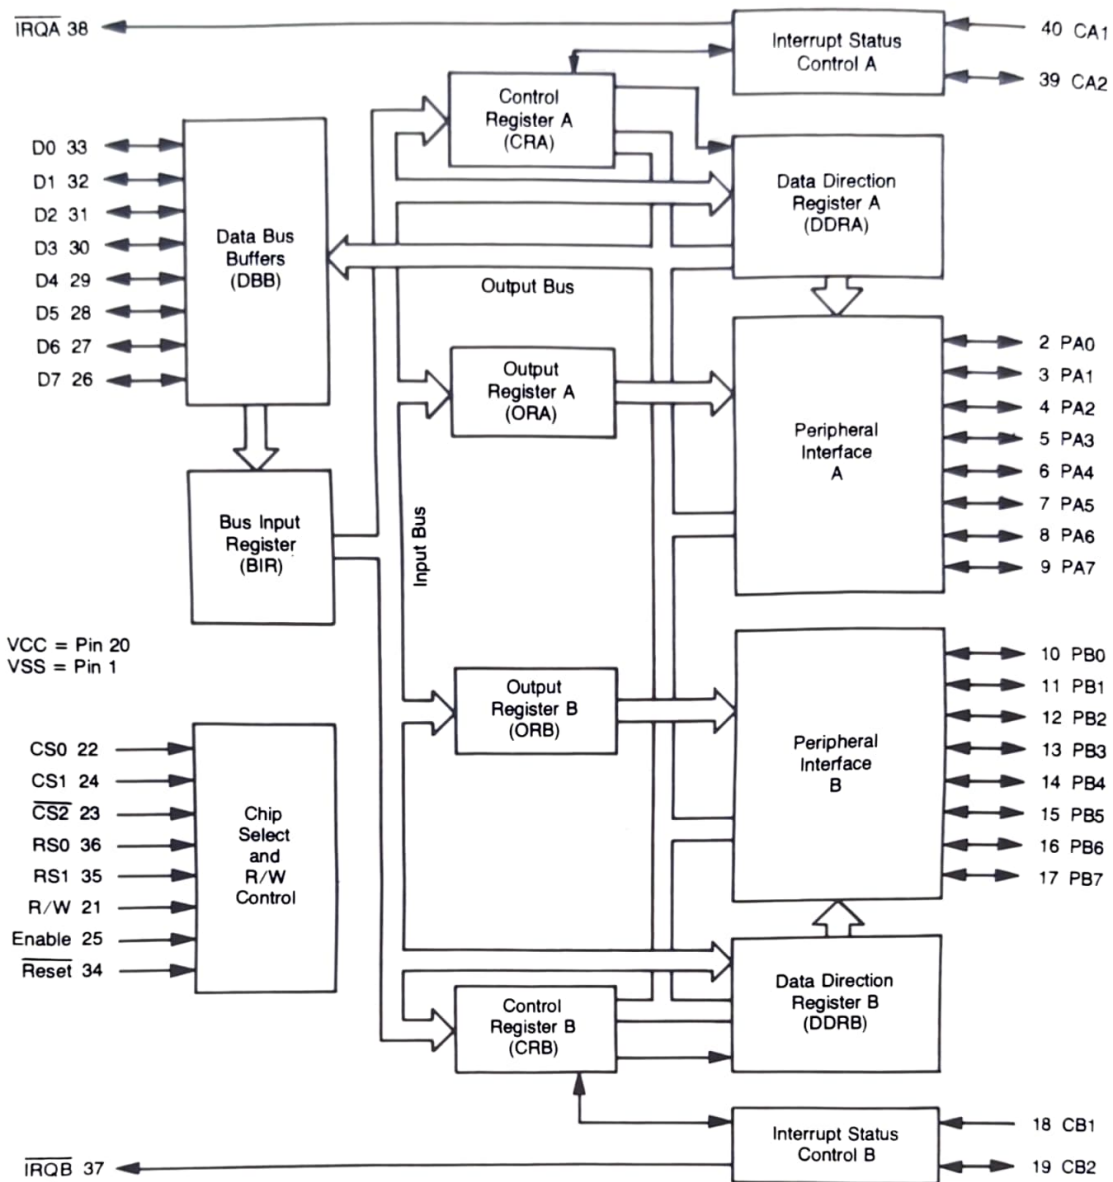 IRQA 38
Interrupt Status
Control A
40 CA1
39 CA2
Control
Register A
(CRA)
D0 33
D1 32
D2 31
D3 30
D4 29
D5 28
D6 27
D7 26
Data Bus
Buffers
(DBB)
Data Direction
Register A
(DDRA)
Output Bus
Output
Register A
(ORA)
Peripheral
Interface
A
2 PA0
3 PA1
4 PA2
5 PA3
6 PA4
7 PA5
8 PA6
9 PA7
Bus Input
Register
(BIR)
Input Bus
VCC = Pin 20
VSS = Pin 1
Output
Register B
(ORB)
Peripheral
Interface
B
10 PB0
11 PB1
12 PB2
13 PB3
14 PB4
15 PB5
16 PB6
17 PB7
CS0 22
CS1 24
CS2 23
RS0 36
RS1 35
R/W 21
Enable 25
Reset 34
Chip
Select
and
R/W
Control
Control
Register B
(CRB)
Data Direction
Register B
(DDRB)
Interrupt Status
Control B
18 CB1
19 CB2
IRQB 37